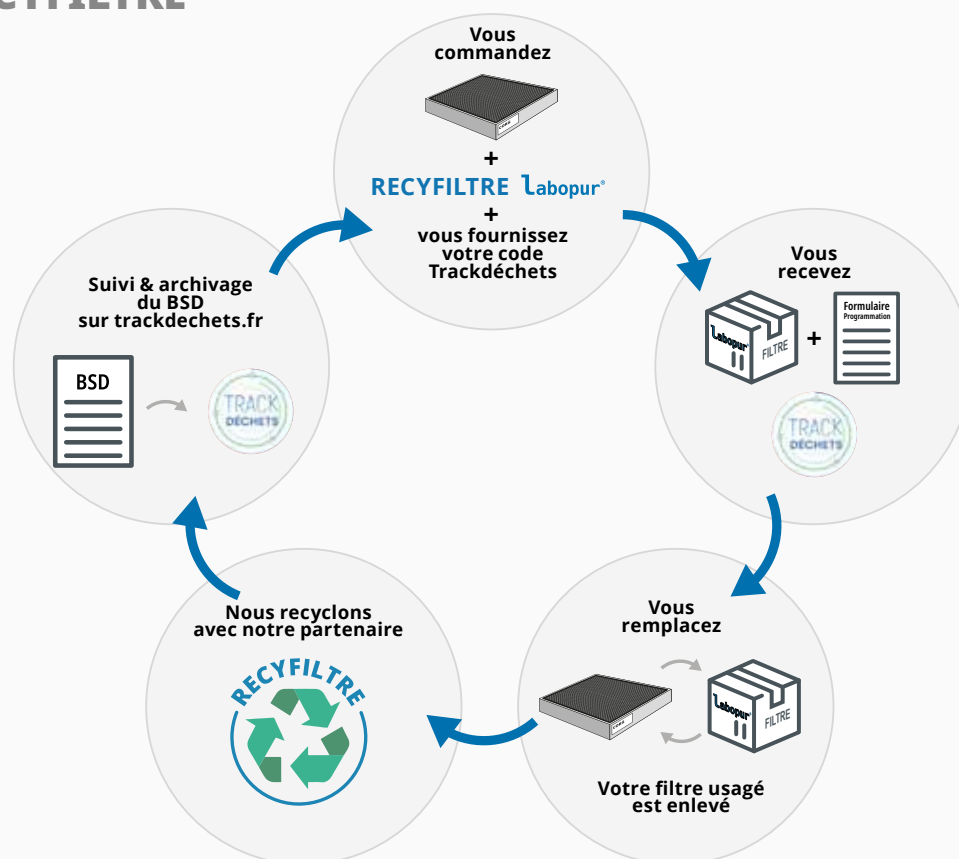 Vous
commandez
+
RECYFILTRE Labopur®
+
vous fournissez
votre code
Trackdéchets
Vous
recevez
Labopur
FILTRE
+
Formulaire
Programmation
TRACK
DÉCHETS
Vous
remplacez
Labopur
FILTRE
Votre filtre usagé
est enlevé
Nous recyclons
avec notre partenaire
RECYFILTRE
Suivi & archivage
du BSD
sur trackdechets.fr
BSD
TRACK
DÉCHETS